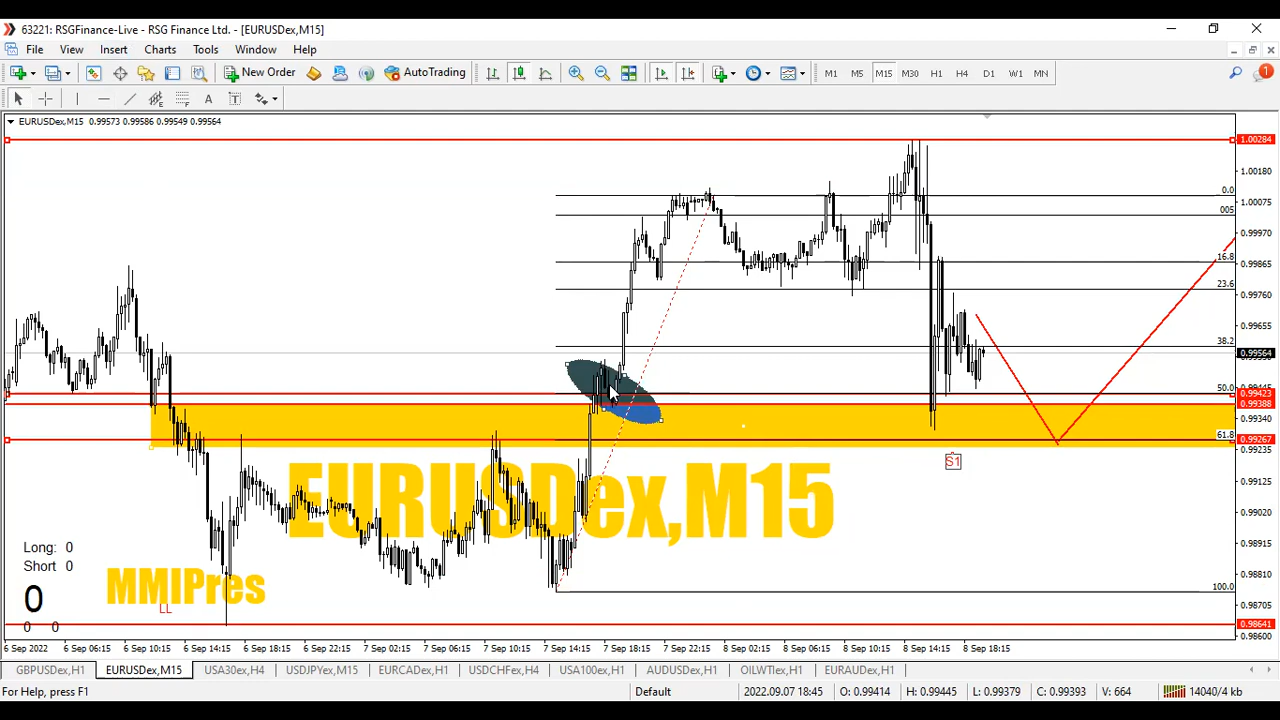 63221: RSGFinance-Live - RSG Finance Ltd. - [EURUSDex,M15]
File View Insert Charts Tools Window Help
New Order AutoTrading M1 M5 M15 M30 H1 H4 D1 W1 MN 1
A T
EURUSDex,M15 0.99573 0.99586 0.99549 0.99564
1.00284
1.00180
0.0
1.00075
005
0.99970
16.8
0.99865
23.6
0.99760
0.99655
38.2
0.99564
50.0
0.99445
0.99423
0.99388
0.99340
61.8
0.99267
0.99235
S1
EURUSDex,M15
0.99125
0.99020
0.98915
Long: 0
Short 0
0.98810
100.0
MMIPres
0
LL
0.98705
0 0
0.98641
0.98600
6 Sep 2022 6 Sep 06:15 6 Sep 10:15 6 Sep 18:45 6 Sep 22:45 7 Sep 02:45 7 Sep 06:45 7 Sep 10:15 7 Sep 14:15 7 Sep 18:15 7 Sep 22:15 8 Sep 02:15 8 Sep 06:15 8 Sep 10:15 8 Sep 14:15 8 Sep 18:15
GBPUSDex,H1 EURUSDex,M15 USA30ex,H4 USDJPYex,M15 EURCADex,H1 USDCHFex,H4 USA100ex,H1 AUDUSDex,H1 OILWTIex,H1 EURAUDex,H1
For Help, press F1 Default 2022.09.07 18:45 O: 0.99414 H: 0.99445 L: 0.99379 C: 0.99393 V: 664 14040/4 kb